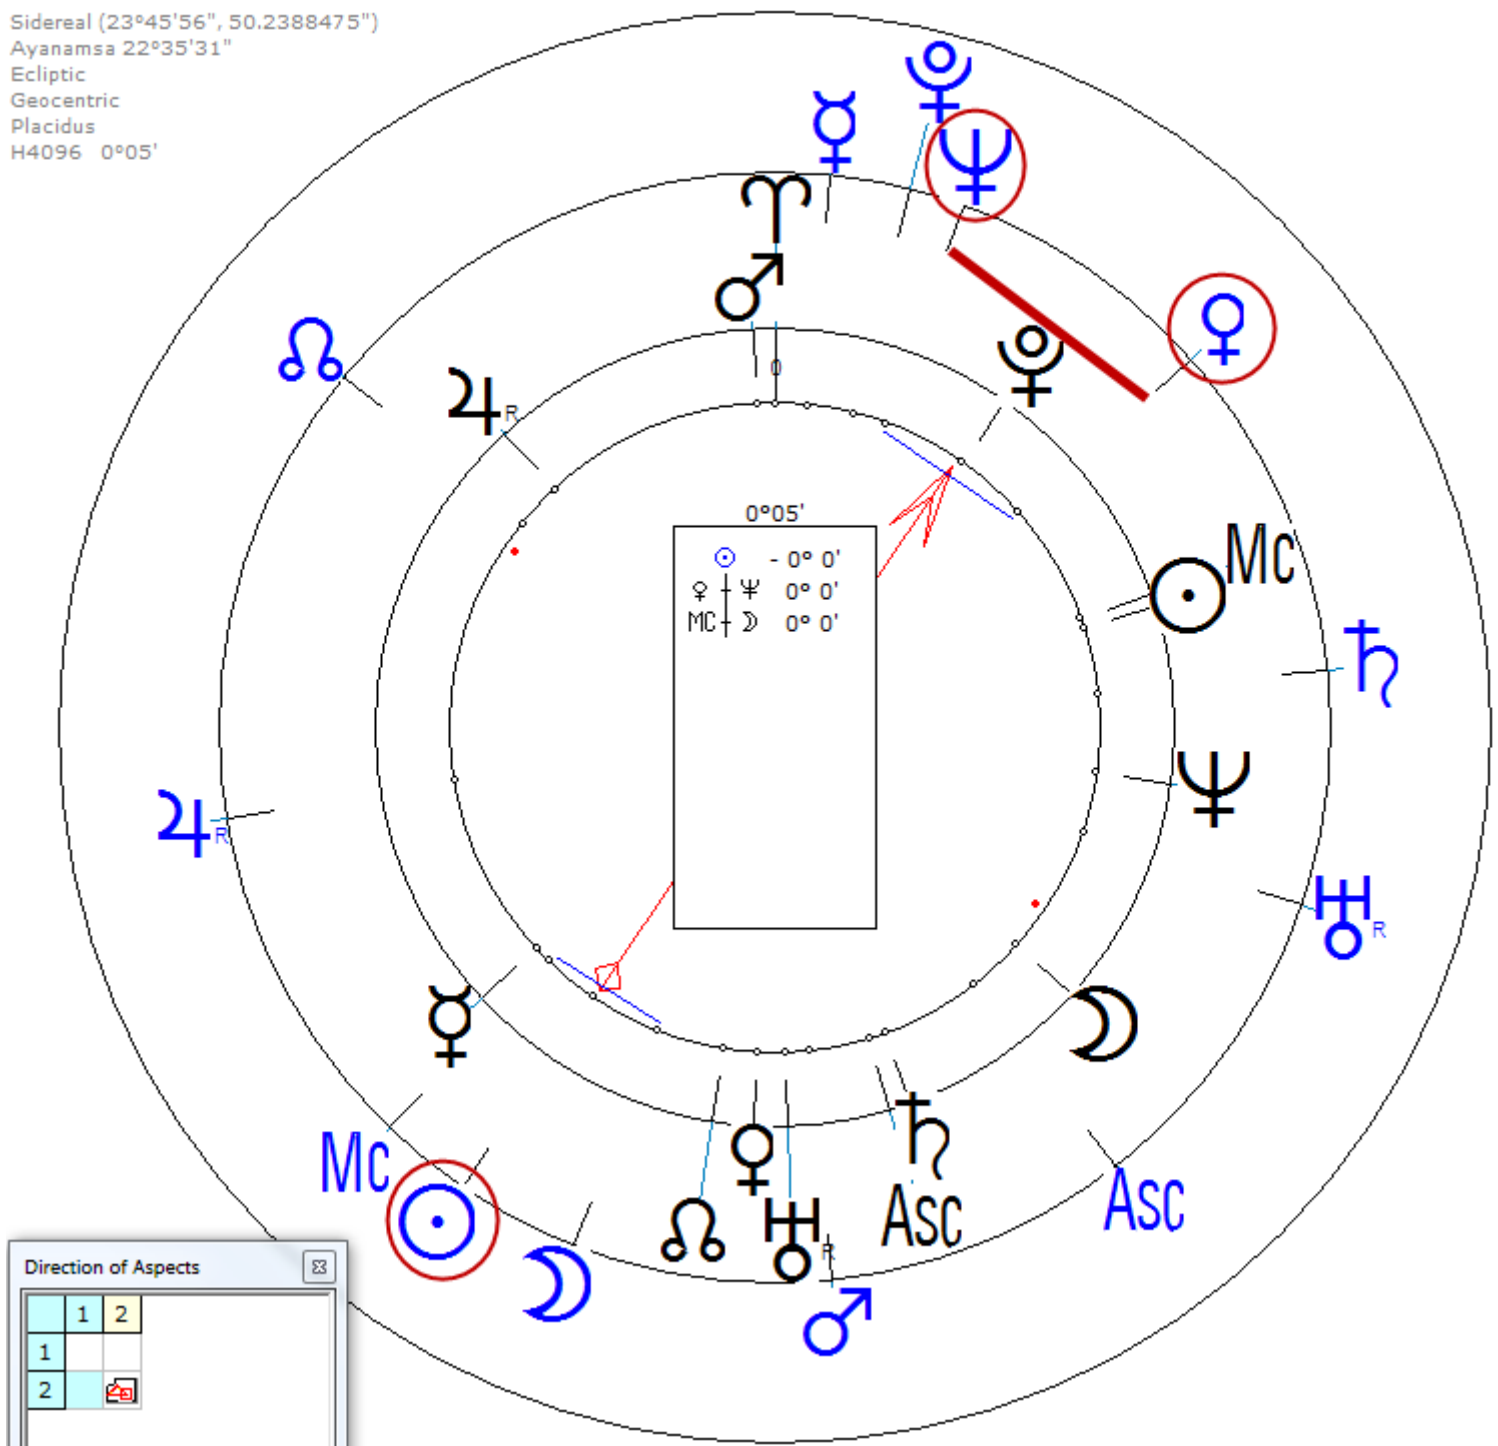 Sidereal (23°45'56", 50.2388475")
Ayanamsa 22°35'31"
Ecliptic
Geocentric
Placidus
H4096 0°05'
☿
♇
♆
♈
♂
0
☊
♃R
♇
♀
Mc
☉
♄
♆
♃R
♅R
0°05'
☉ - 0° 0'
♀ ┼ ♆ 0° 0'
MC ┼ ☽ 0° 0'
☿
☽
Mc
☉
☽
☊
♀
♅R
♄
Asc
Asc
♂
Direction of Aspects
1 2
1
2